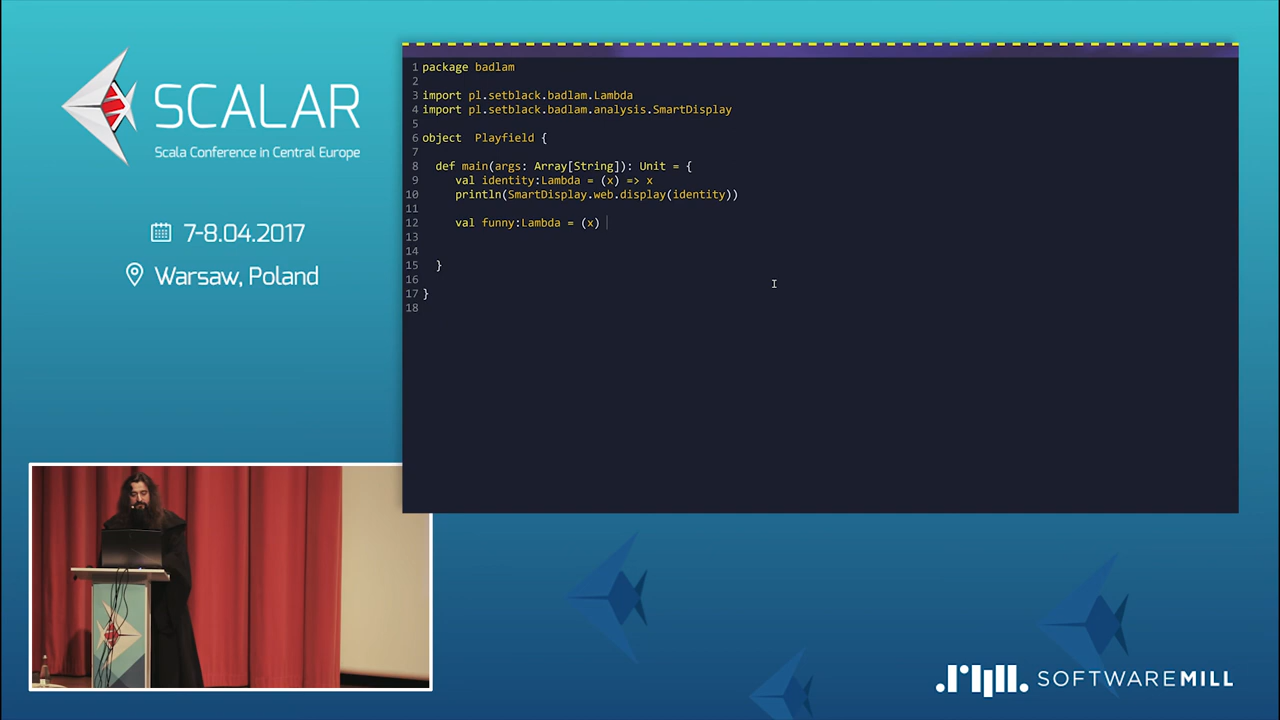 SCALAR
Scala Conference in Central Europe
7-8.04.2017
Warsaw, Poland
1 package badlam
2
3 import pl.setblack.badlam.Lambda
4 import pl.setblack.badlam.analysis.SmartDisplay
5
6 object  Playfield {
7
8   def main(args: Array[String]): Unit = {
9      val identity:Lambda = (x) => x
10      println(SmartDisplay.web.display(identity))
11
12      val funny:Lambda = (x)
13
14
15   }
16
17 }
18
SOFTWAREMILL